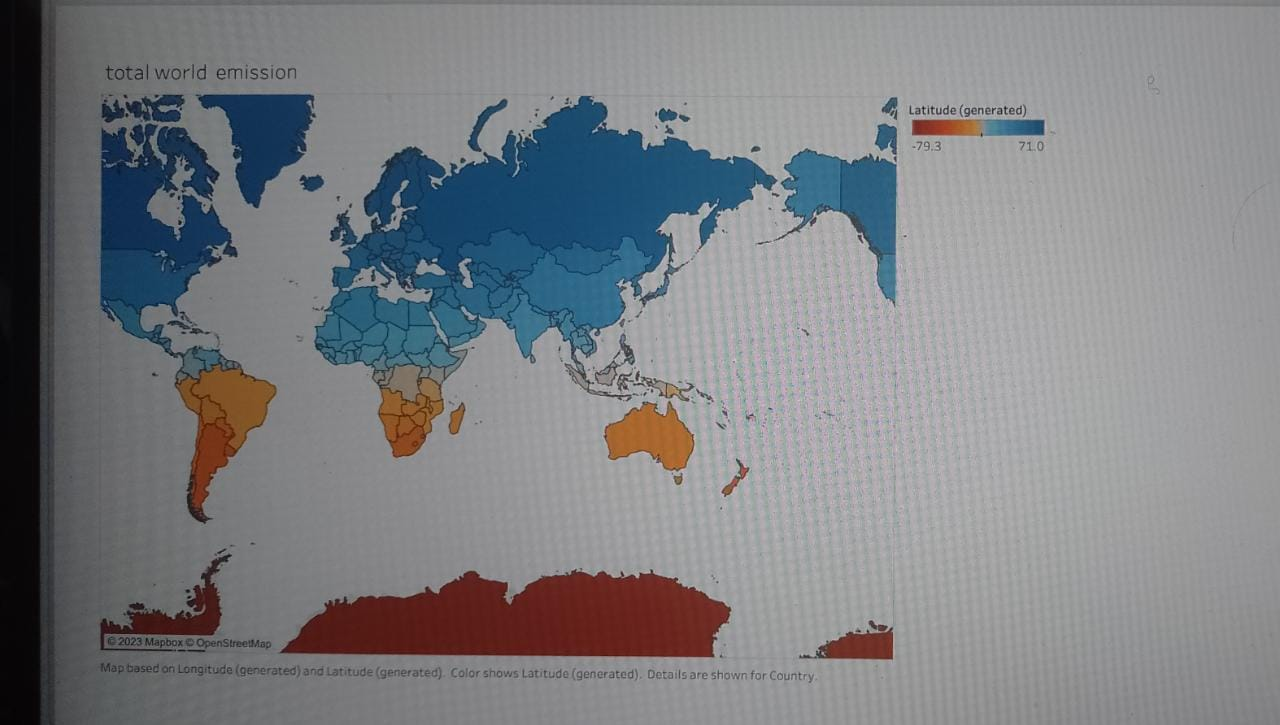 total world emission
Latitude (generated)
-79.3 71.0
© 2023 Mapbox © OpenStreetMap
Map based on Longitude (generated) and Latitude (generated). Color shows Latitude (generated). Details are shown for Country.